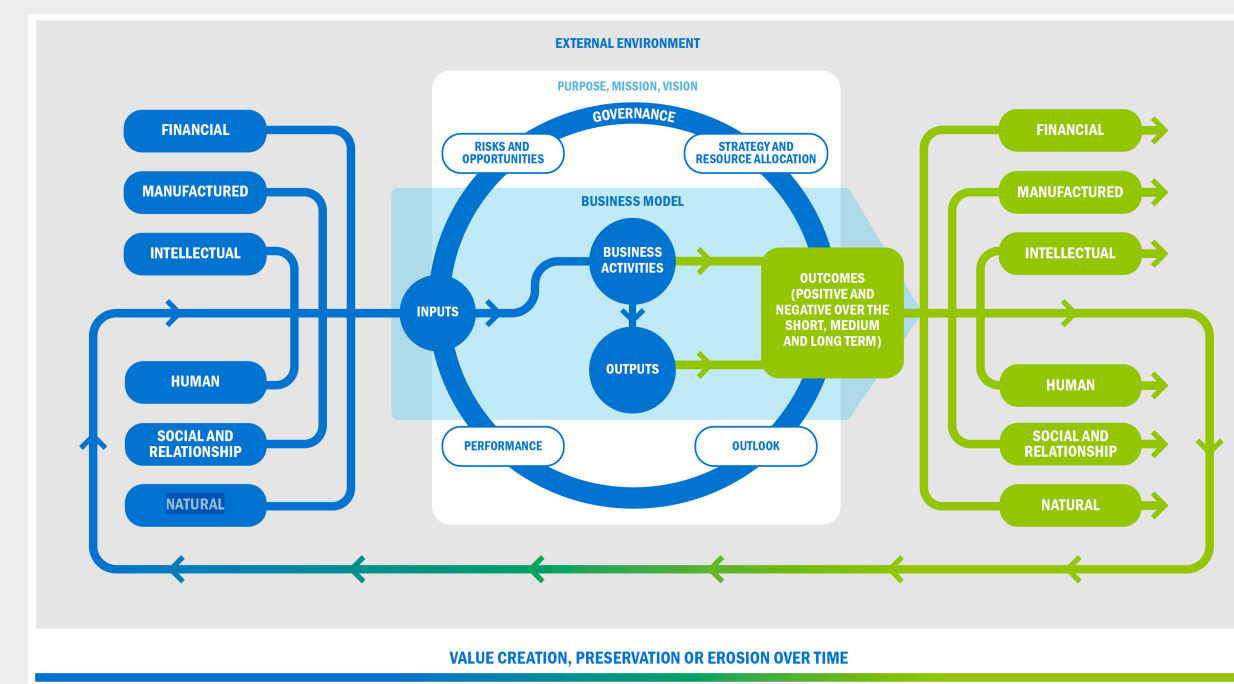 EXTERNAL ENVIRONMENT
PURPOSE, MISSION, VISION
GOVERNANCE
RISKS AND
OPPORTUNITIES
STRATEGY AND
RESOURCE ALLOCATION
FINANCIAL
MANUFACTURED
INTELLECTUAL
HUMAN
SOCIAL AND
RELATIONSHIP
NATURAL
INPUTS
BUSINESS MODEL
BUSINESS
ACTIVITIES
OUTPUTS
OUTCOMES
(POSITIVE AND
NEGATIVE OVER THE
SHORT, MEDIUM
AND LONG TERM)
PERFORMANCE
OUTLOOK
FINANCIAL
MANUFACTURED
INTELLECTUAL
HUMAN
SOCIAL AND
RELATIONSHIP
NATURAL
VALUE CREATION, PRESERVATION OR EROSION OVER TIME